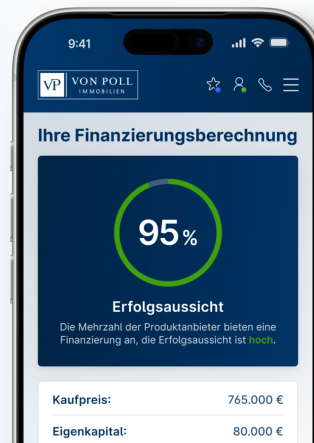 9:41
VP VON POLL
IMMOBILIEN
Ihre Finanzierungsberechnung
95%
Erfolgsaussicht
Die Mehrzahl der Produktanbieter bieten eine
Finanzierung an, die Erfolgsaussicht ist hoch.
Kaufpreis: 765.000 €
Eigenkapital: 80.000 €